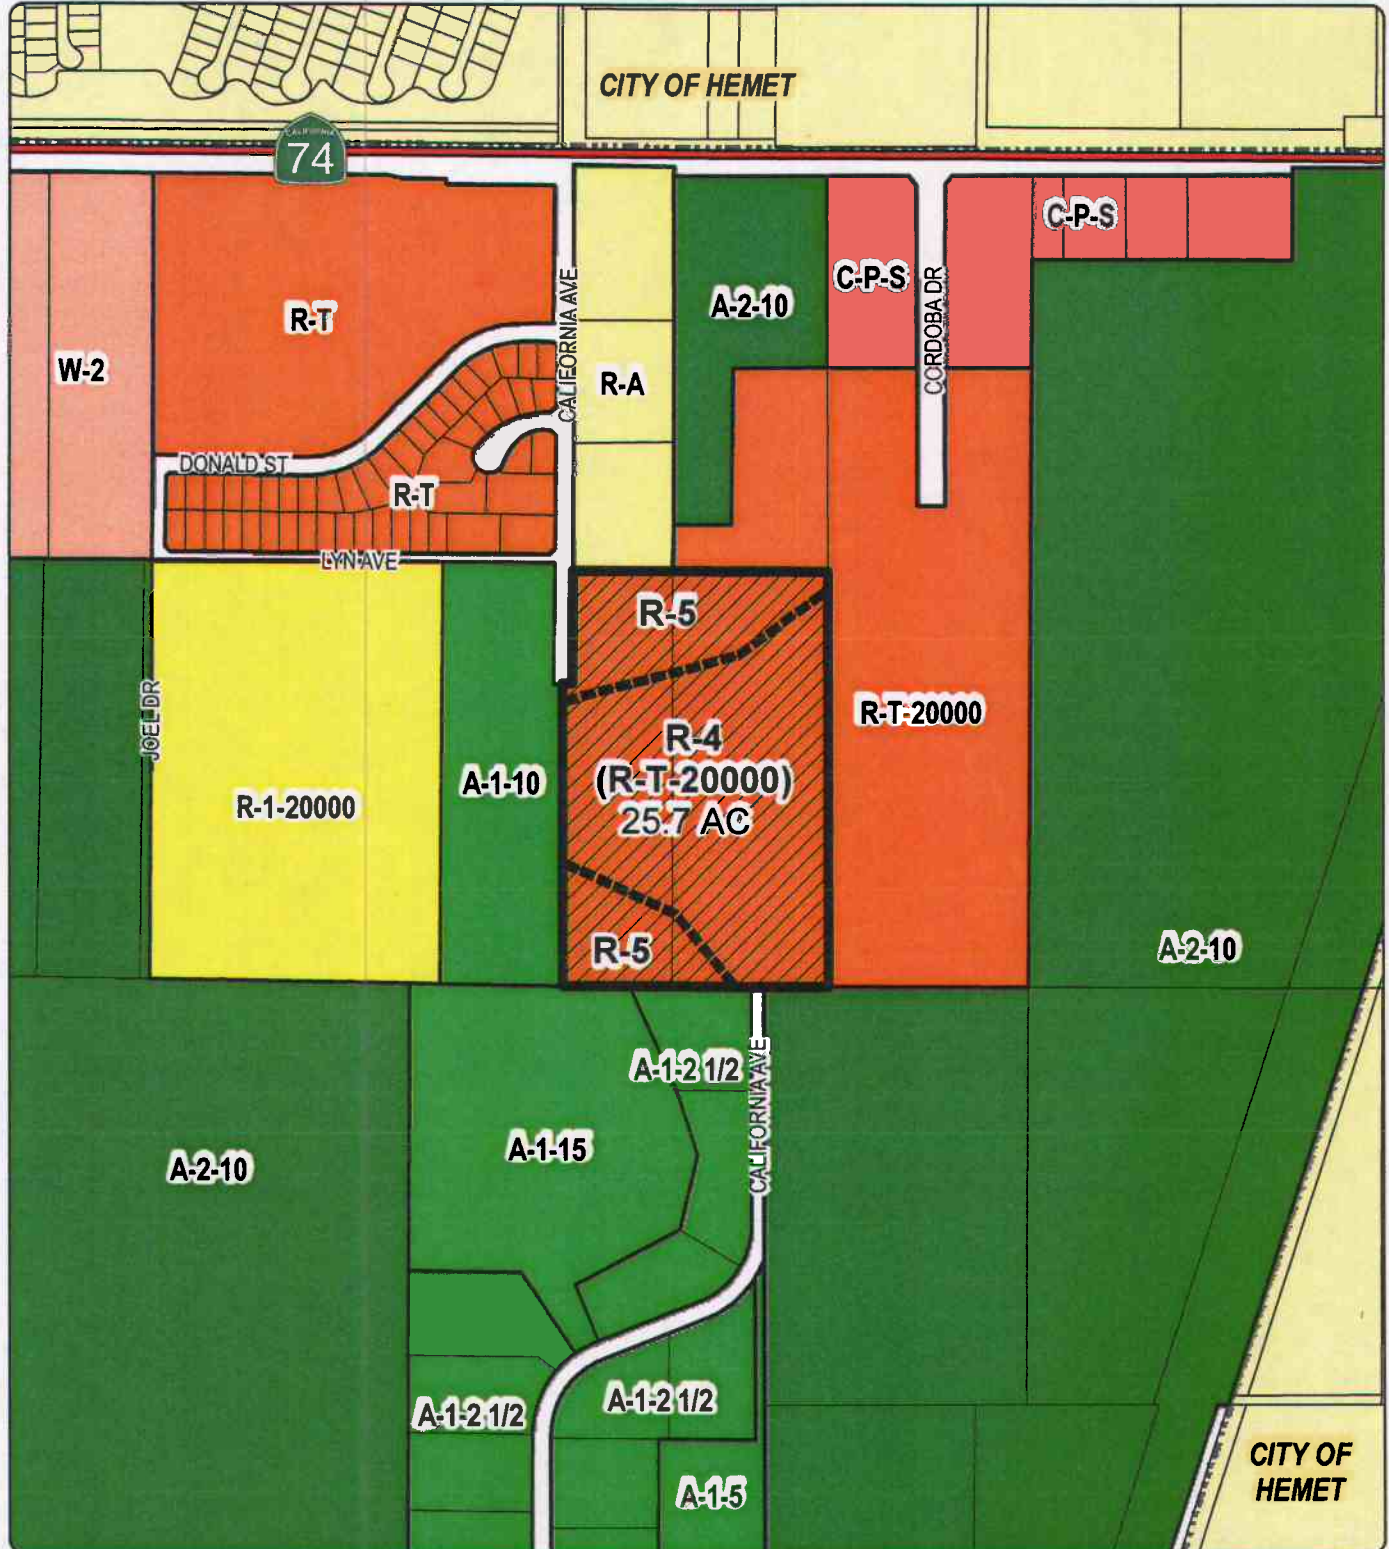 CITY OF HEMET
CALIFORNIA
74
C-P-S
C-P-S
A-2-10
R-T
W-2
R-A
CALIFORNIA AVE
CORDOBA DR
DONALD ST
R-T
LYN AVE
R-5
JOEL DR
R-T-20000
R-4
(R-T-20000)
25.7 AC
A-1-10
R-1-20000
R-5
A-2-10
A-1-2 1/2
CALIFORNIA AVE
A-1-15
A-2-10
A-1-2 1/2
A-1-2 1/2
CITY OF
HEMET
A-1-5